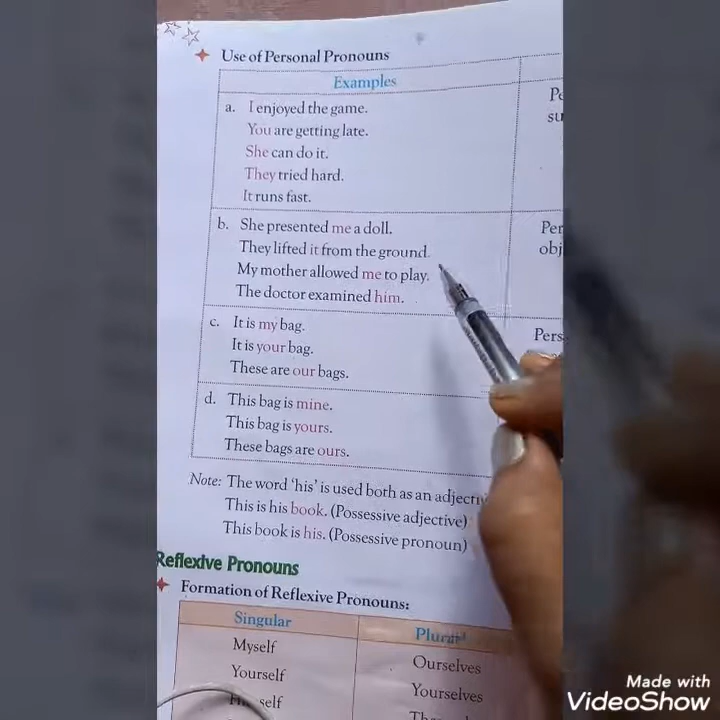 Use of Personal Pronouns
Examples
a. I enjoyed the game.
You are getting late.
She can do it.
They tried hard.
It runs fast.
b. She presented me a doll.
They lifted it from the ground.
My mother allowed me to play.
The doctor examined him.
c. It is my bag.
It is your bag.
These are our bags.
d. This bag is mine.
This bag is yours.
These bags are ours.
Note: The word 'his' is used both as an
This is his book. (Possessive adjective)
This book is his. (Possessive pronoun)
Reflexive Pronouns
Formation of Reflexive Pronouns:
Singular Plural
Myself Ourselves
Yourself Yourselves
Made with
VideoShow